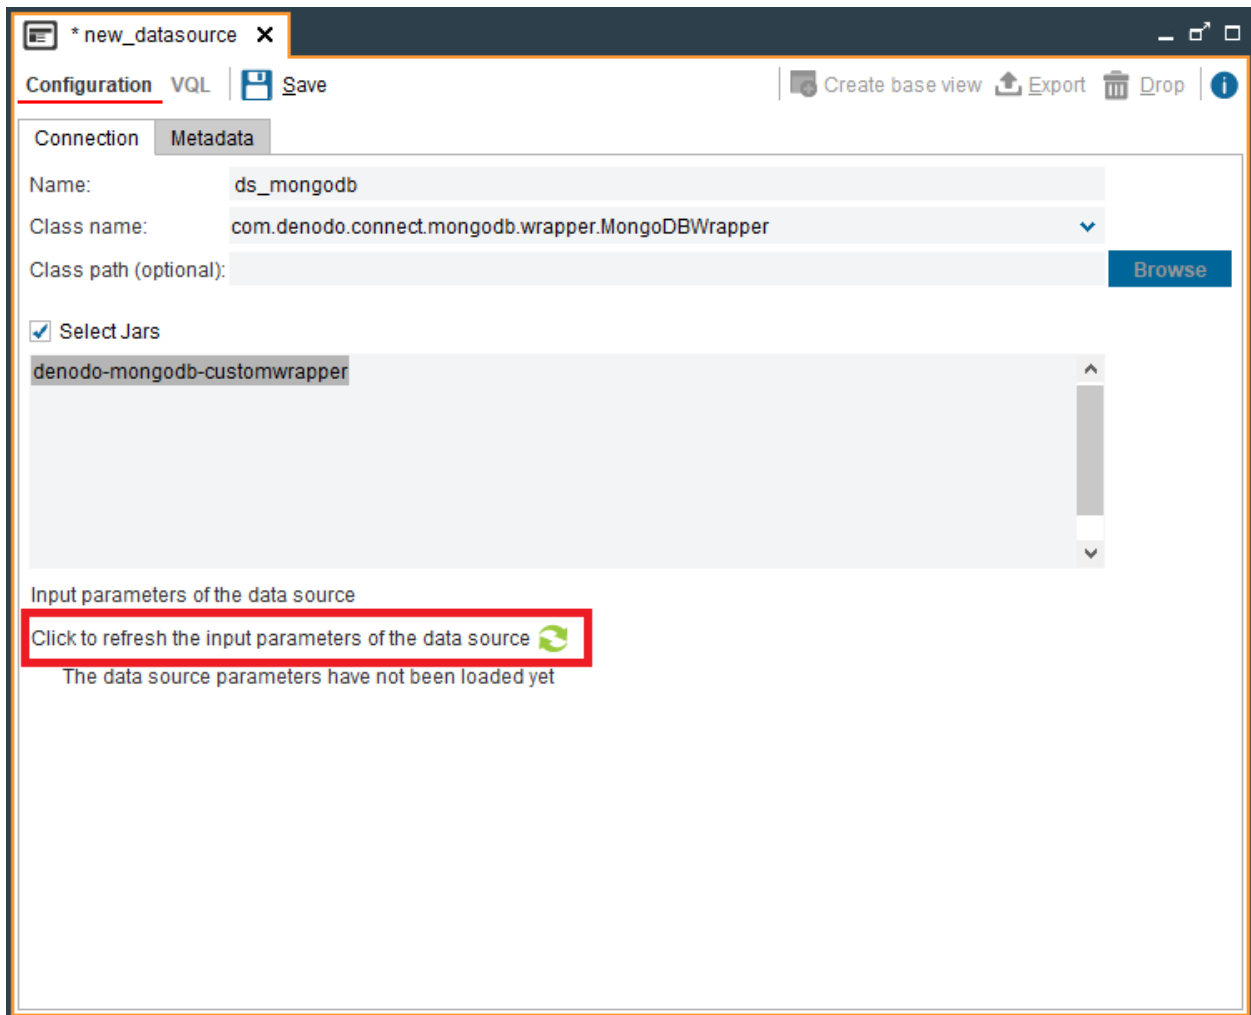 * new_datasource
Configuration VQL Save Create base view Export Drop
Connection Metadata
Name: ds_mongodb
Class name: com.denodo.connect.mongodb.wrapper.MongoDBWrapper
Class path (optional): Browse
Select Jars
denodo-mongodb-customwrapper
Input parameters of the data source
Click to refresh the input parameters of the data source
The data source parameters have not been loaded yet